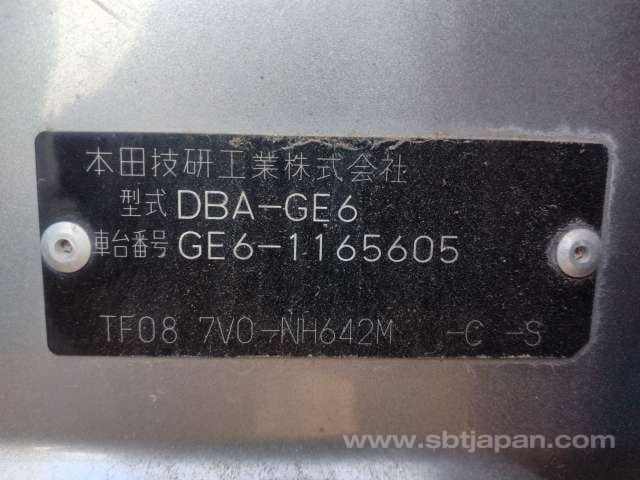 本田技研工業株式会社
型式 DBA-GE6
車台番号 GE6-1165605
TF08 7V0-NH642M -C -S
www.sbtjapan.com